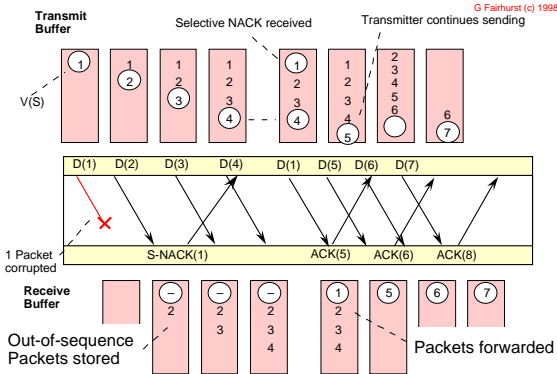 G Fairhurst (c) 1998
Transmit
Buffer
Selective NACK received
Transmitter continues sending
V(S)
1
1
2
1
2
3
1
2
3
4
1
2
3
4
1
2
3
4
5
2
3
4
5
6
6
7
D(1) D(2) D(3) D(4) D(1) D(5) D(6) D(7)
1 Packet
corrupted
S-NACK(1) ACK(5) ACK(6) ACK(8)
Receive
Buffer
–
2
–
2
3
–
3
4
1
2
3
4
5
6
7
Out-of-sequence
Packets stored
Packets forwarded